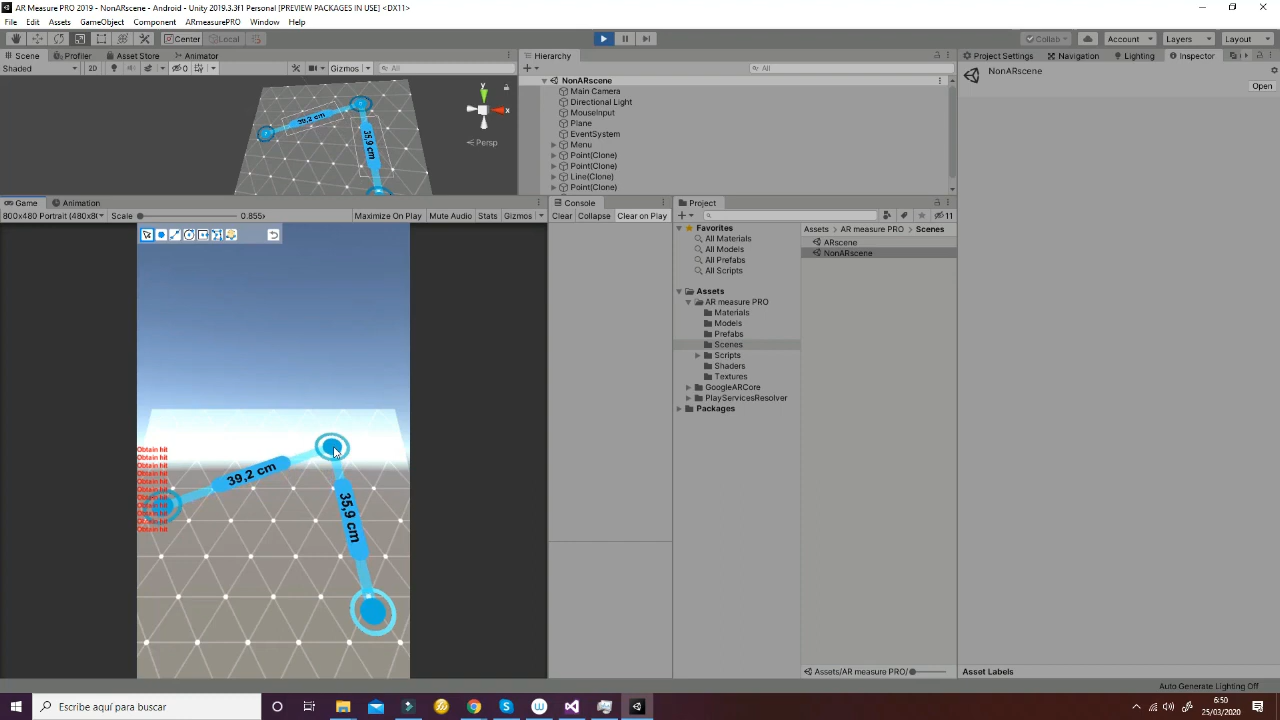 AR Measure PRO 2019 - NonARscene - Android - Unity 2019.3.3f1 Personal [PREVIEW PACKAGES IN USE] <DX11>
File Edit Assets GameObject Component ARmeasurePRO Window Help
Center Local Collab Account Layers Layout
Scene Profiler Asset Store Animator
Shaded 2D 0 Gizmos All
y
x
Persp
39,2 cm
35,9 cm
Hierarchy
All
NonARscene
Main Camera
Directional Light
MouseInput
Plane
EventSystem
Menu
Point(Clone)
Point(Clone)
Line(Clone)
Point(Clone)
Project Settings Navigation Lighting Inspector
NonARscene
Open
Game Animation
800x480 Portrait (480x8 Scale 0.855x Maximize On Play Mute Audio Stats Gizmos
Obtain hit
Obtain hit
Obtain hit
Obtain hit
Obtain hit
Obtain hit
Obtain hit
Obtain hit
Obtain hit
Obtain hit
Obtain hit
39,2 cm
35,9 cm
Console
Clear Collapse Clear on Play
Project
11
Favorites
All Materials
All Models
All Prefabs
All Scripts
Assets
AR measure PRO
Materials
Models
Prefabs
Scenes
Scripts
Shaders
Textures
GoogleARCore
PlayServicesResolver
Packages
Assets > AR measure PRO > Scenes
ARscene
NonARscene
Assets/AR measure PRO/
Asset Labels
Auto Generate Lighting Off
Escribe aquí para buscar
6:50
25/03/2020